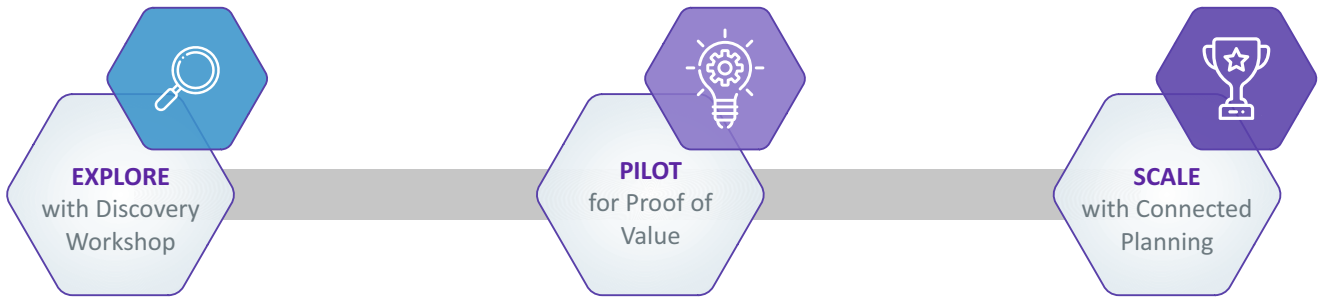 EXPLORE
with Discovery
Workshop
PILOT
for Proof of
Value
SCALE
with Connected
Planning